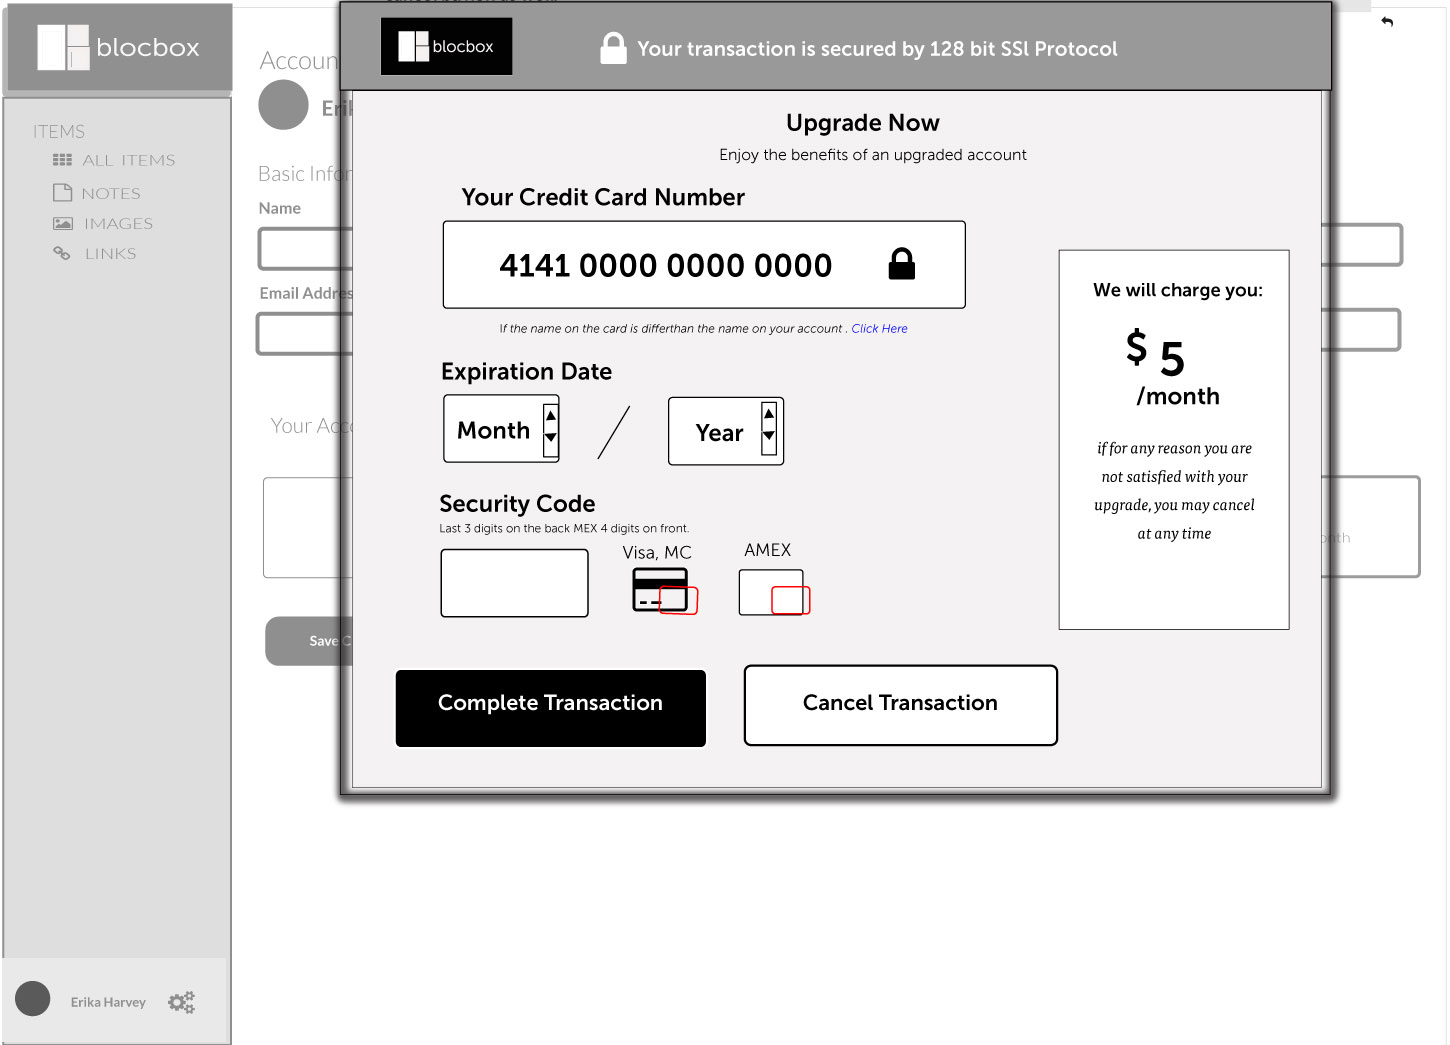 blocbox
ITEMS
ALL ITEMS
NOTES
IMAGES
LINKS
Erika Harvey
Accoun
Erik
Basic Infor
Name
Email Addres
Your Acco
Save C
blocbox
Your transaction is secured by 128 bit SSl Protocol
Upgrade Now
Enjoy the benefits of an upgraded account
Your Credit Card Number
4141 0000 0000 0000
If the name on the card is differthan the name on your account . Click Here
Expiration Date
Month
Year
Security Code
Last 3 digits on the back MEX 4 digits on front.
Visa, MC
AMEX
Complete Transaction
Cancel Transaction
We will charge you:
$ 5
/month
if for any reason you are
not satisfied with your
upgrade, you may cancel
at any time
onth